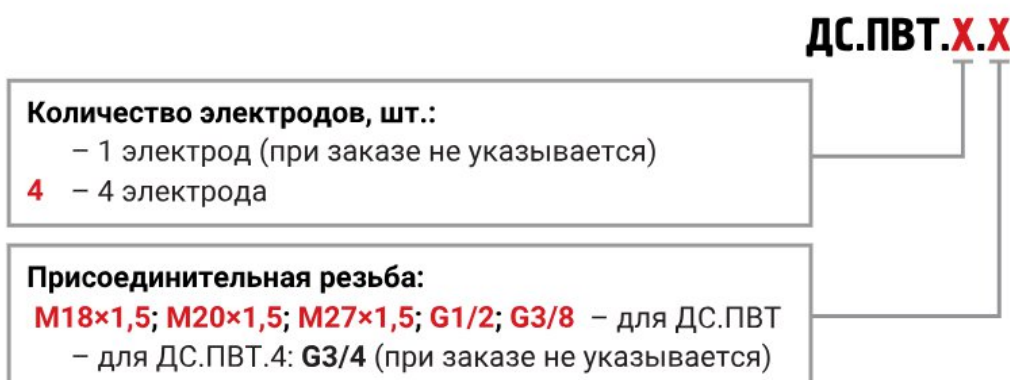 ДС.ПВТ.X.X
Количество электродов, шт.:
– 1 электрод (при заказе не указывается)
4 – 4 электрода
Присоединительная резьба:
М18×1,5; М20×1,5; М27×1,5; G1/2; G3/8 – для ДС.ПВТ
– для ДС.ПВТ.4: G3/4 (при заказе не указывается)